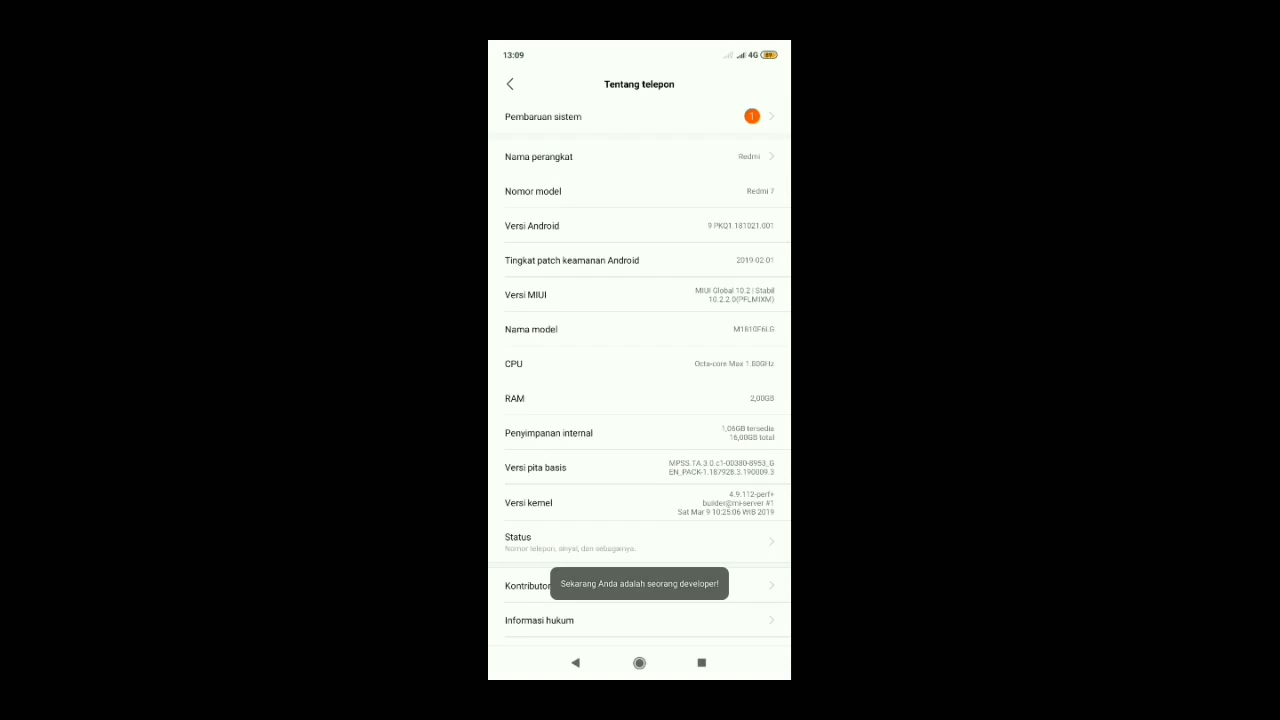 13:09
4G
Tentang telepon
Pembaruan sistem
1
Nama perangkat
Redmi
Nomor model
Redmi 7
Versi Android
9 PKQ1.181021.001
Tingkat patch keamanan Android
2019-02-01
Versi MIUI
MIUI Global 10.2 | Stabil
10.2.2.0(PFLMIXM)
Nama model
M1810F6LG
CPU
Octa-core Max 1.80GHz
RAM
2,00GB
Penyimpanan internal
1,06GB tersedia
16,00GB total
Versi pita basis
MPSS.TA.3.0.c1-00380-8953_G
EN_PACK-1.187928.3.190009.3
Versi kernel
4.9.112-perf+
builder@mi-server #1
Sat Mar 9 10:25:06 WIB 2019
Status
Nomor telepon, sinyal, dan sebagainya.
Kontributor
Sekarang Anda adalah seorang developer!
Informasi hukum